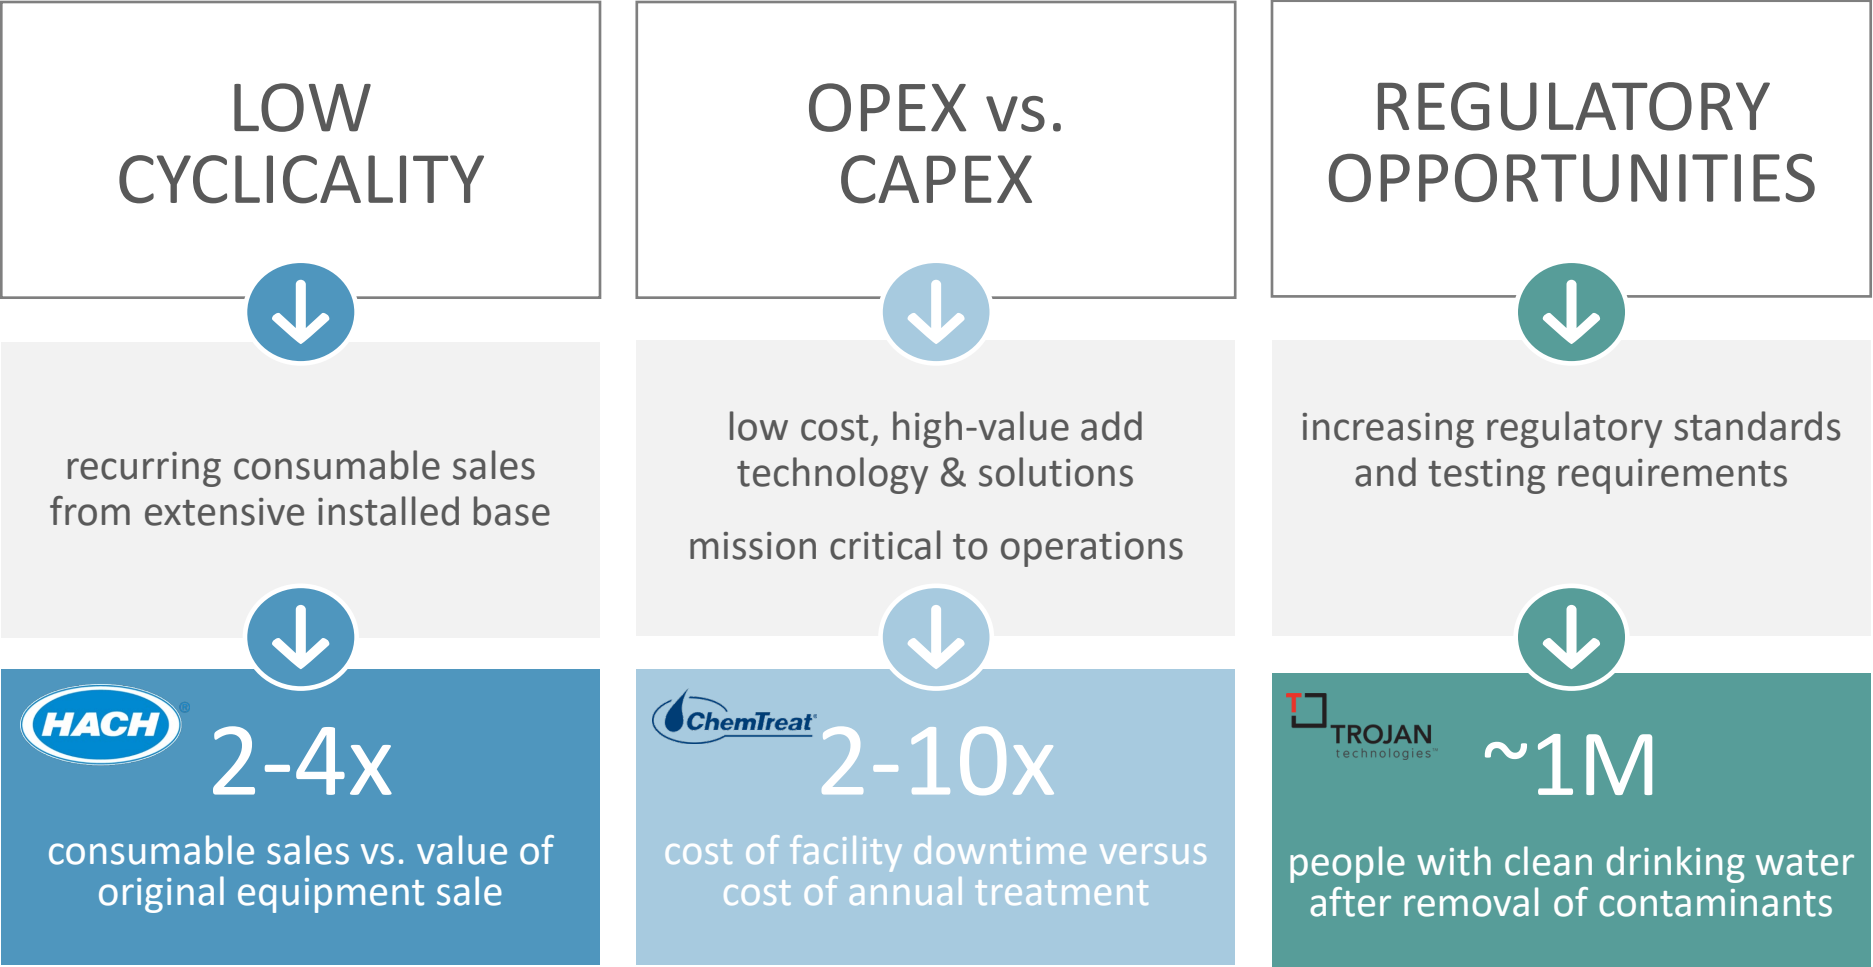 LOW
CYCLICALITY
recurring consumable sales
from extensive installed base
HACH®
2-4x
consumable sales vs. value of
original equipment sale
OPEX vs.
CAPEX
low cost, high-value add
technology & solutions
mission critical to operations
ChemTreat®
2-10x
cost of facility downtime versus
cost of annual treatment
REGULATORY
OPPORTUNITIES
increasing regulatory standards
and testing requirements
T
TROJAN
technologies™
~1M
people with clean drinking water
after removal of contaminants